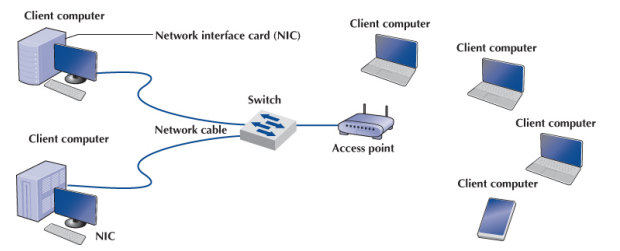 Client computer
Network interface card (NIC)
Client computer
Client computer
Switch
Network cable
Client computer
Access point
Client computer
Client computer
NIC